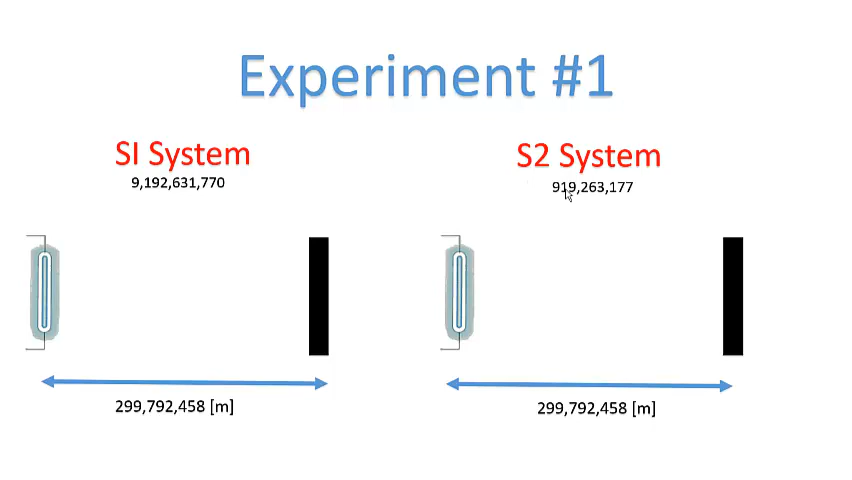 Experiment #1
SI System
9,192,631,770
S2 System
919,263,177
299,792,458 [m]
299,792,458 [m]